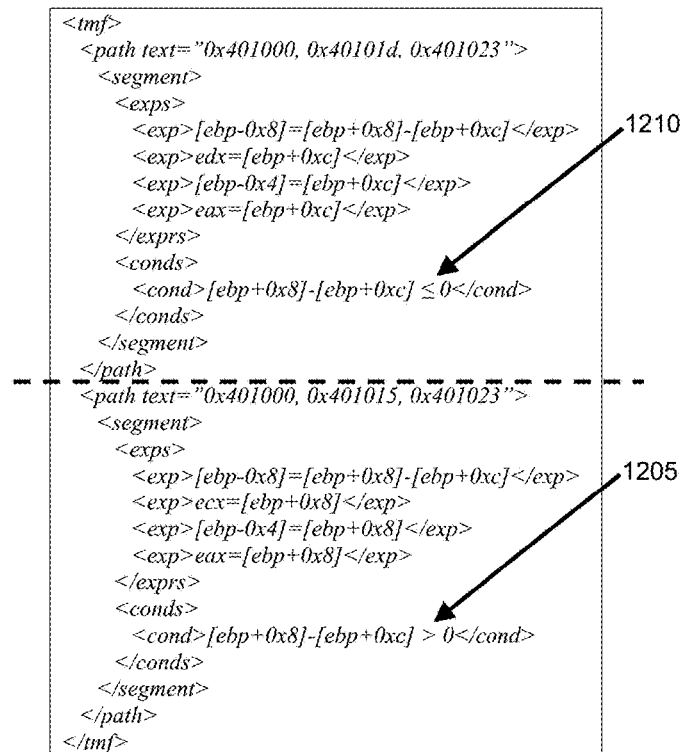 <tmf>
<path text="0x401000, 0x40101d, 0x401023">
<segment>
<exps>
<exp>[ebp-0x8]=[ebp+0x8]-[ebp+0xc]</exp>
<exp>edx=[ebp+0xc]</exp>
<exp>[ebp-0x4]=[ebp+0xc]</exp>
<exp>eax=[ebp+0xc]</exp>
</exprs>
<conds>
<cond>[ebp+0x8]-[ebp+0xc] ≤ 0</cond>
</conds>
</segment>
</path>
<path text="0x401000, 0x401015, 0x401023">
<segment>
<exps>
<exp>[ebp-0x8]=[ebp+0x8]-[ebp+0xc]</exp>
<exp>ecx=[ebp+0x8]</exp>
<exp>[ebp-0x4]=[ebp+0x8]</exp>
<exp>eax=[ebp+0x8]</exp>
</exprs>
<conds>
<cond>[ebp+0x8]-[ebp+0xc] > 0</cond>
</conds>
</segment>
</path>
</tmf>
1210
1205